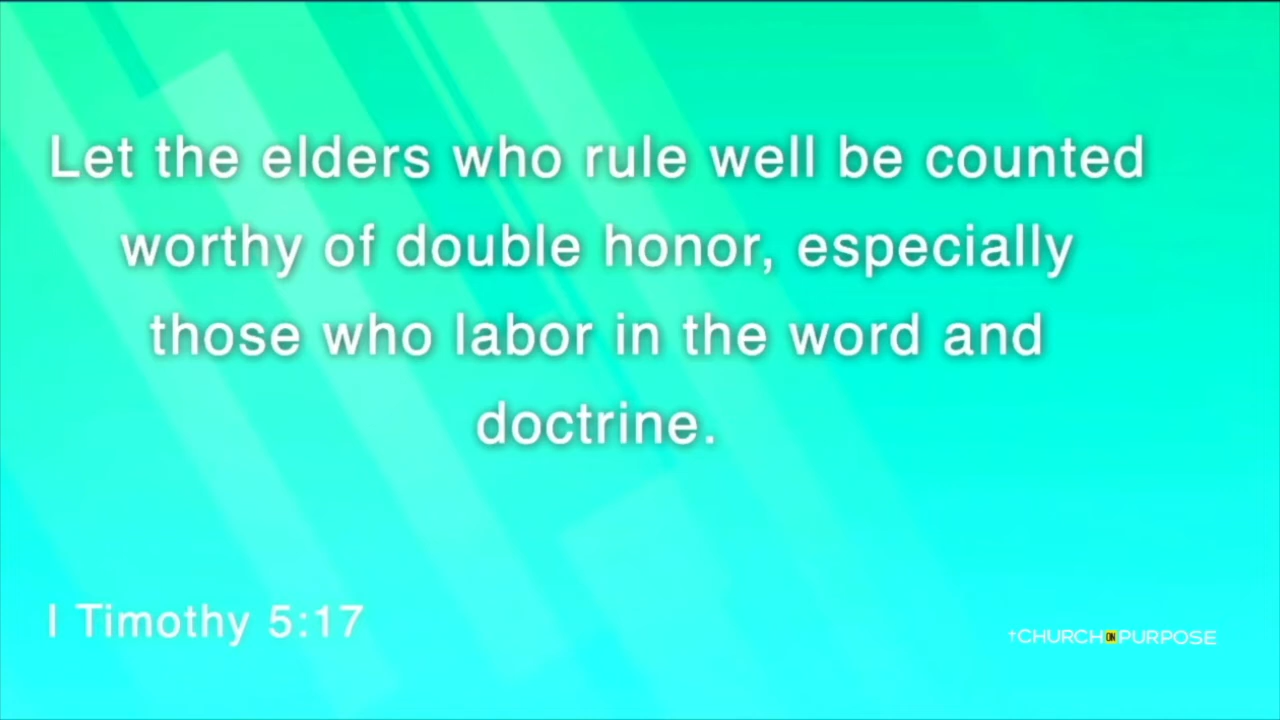 Let the elders who rule well be counted
worthy of double honor, especially
those who labor in the word and
doctrine.
I Timothy 5:17
†CHURCH ON PURPOSE